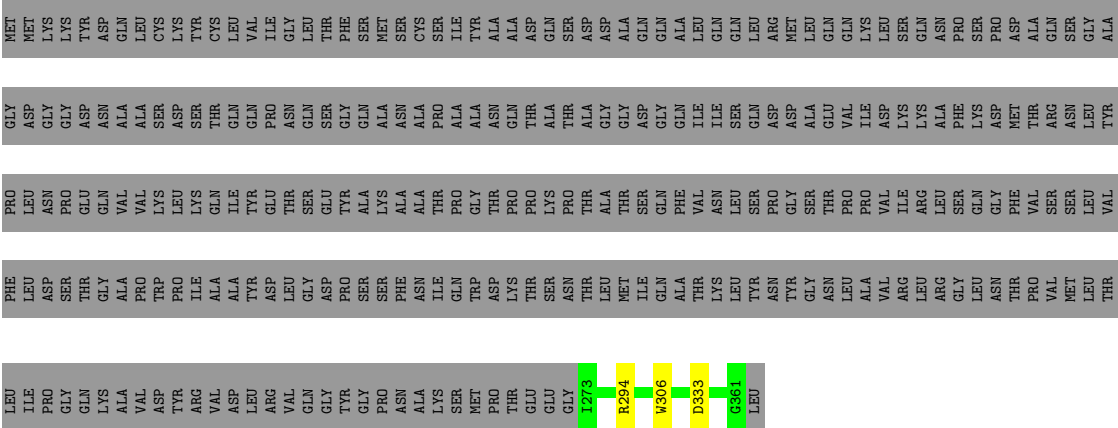 MET MET LYS LYS TYR ASP GLN LEU CYS LYS TYR CYS LEU VAL ILE GLY LEU THR PHE SER MET SER CYS SER ILE TYR ALA ALA ASP GLN SER ASP ASP ALA GLN GLN ALA LEU GLN GLN LEU ARG MET LEU GLN GLN LYS LEU SER GLN ASN PRO SER PRO ASP ALA GLN SER GLY ALA
GLY ASP GLY GLY ASP ASN ALA ALA SER ASP SER THR GLN GLN PRO ASN GLN SER GLY GLN ALA ASN ALA PRO ALA ALA ASN GLN THR ALA THR ALA GLY GLY ASP GLY GLN ILE ILE SER GLN ASP ASP ALA GLU VAL ILE ASP LYS LYS ALA PHE LYS ASP MET THR ARG ASN LEU TYR
PRO LEU ASN PRO GLU GLN VAL VAL LYS LEU LYS GLN ILE TYR GLU THR SER GLU TYR ALA LYS ALA ALA THR PRO GLY THR PRO PRO LYS PRO THR ALA THR SER GLN PHE VAL ASN LEU SER PRO GLY SER THR PRO PRO VAL ILE ARG LEU SER GLN GLY PHE VAL SER SER LEU VAL
PHE LEU ASP SER THR GLY ALA PRO TRP PRO ILE ALA ALA TYR ASP LEU GLY ASP PRO SER SER PHE ASN ILE GLN TRP ASP LYS THR SER ASN THR LEU MET ILE GLN ALA THR LYS LEU TYR ASN TYR GLY ASN LEU ALA VAL ARG LEU ARG GLY LEU ASN THR PRO VAL MET LEU THR
LEU ILE PRO GLY GLN LYS ALA VAL ASP TYR ARG VAL ASP LEU ARG VAL GLN GLY TYR GLY PRO ASN ALA LYS SER MET PRO THR GLU GLU GLY I273 R294 W306 D333 G361 LEU